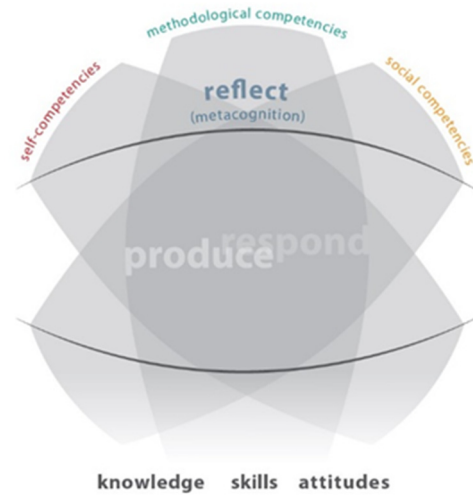 methodological competencies
self-competencies
social competencies
reflect
(metacognition)
produce respond
knowledge skills attitudes